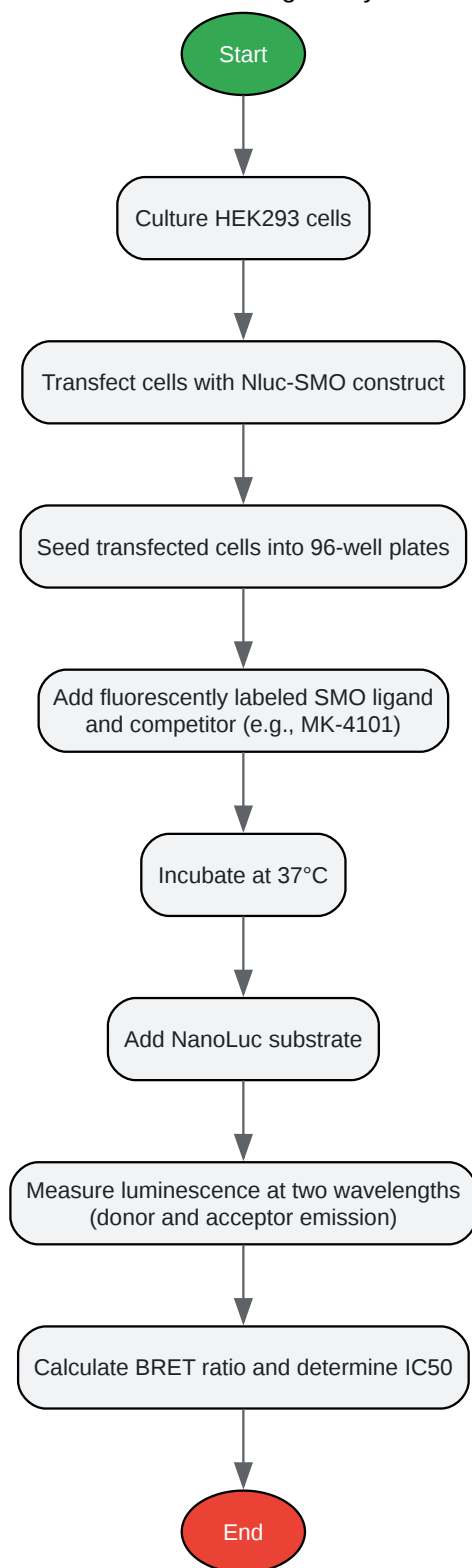 Start
Culture HEK293 cells
Transfect cells with Nluc-SMO construct
Seed transfected cells into 96-well plates
Add fluorescently labeled SMO ligand
and competitor (e.g., MK-4101)
Incubate at 37°C
Add NanoLuc substrate
Measure luminescence at two wavelengths
(donor and acceptor emission)
Calculate BRET ratio and determine IC50
End